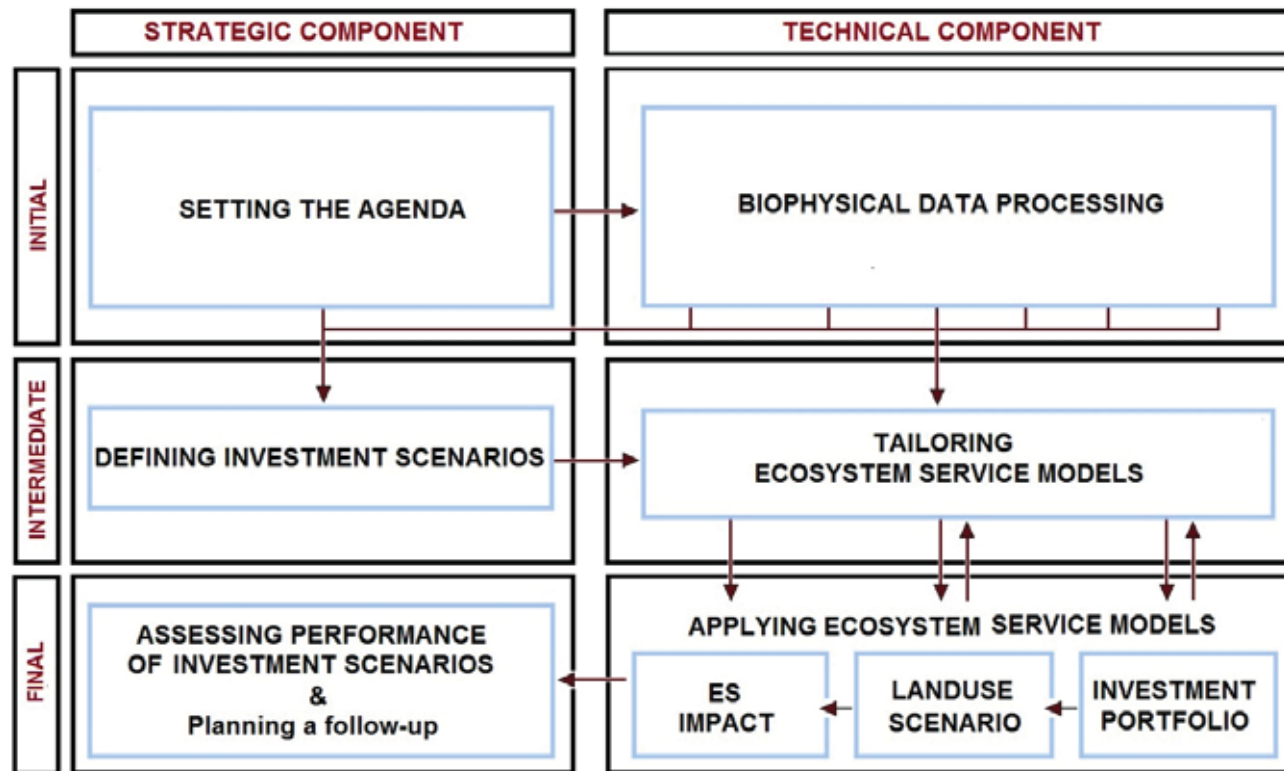 STRATEGIC COMPONENT
TECHNICAL COMPONENT
INITIAL
SETTING THE AGENDA
BIOPHYSICAL DATA PROCESSING
INTERMEDIATE
DEFINING INVESTMENT SCENARIOS
TAILORING
ECOSYSTEM SERVICE MODELS
FINAL
ASSESSING PERFORMANCE
OF INVESTMENT SCENARIOS
&
Planning a follow-up
APPLYING ECOSYSTEM SERVICE MODELS
ES
IMPACT
LANDUSE
SCENARIO
INVESTMENT
PORTFOLIO